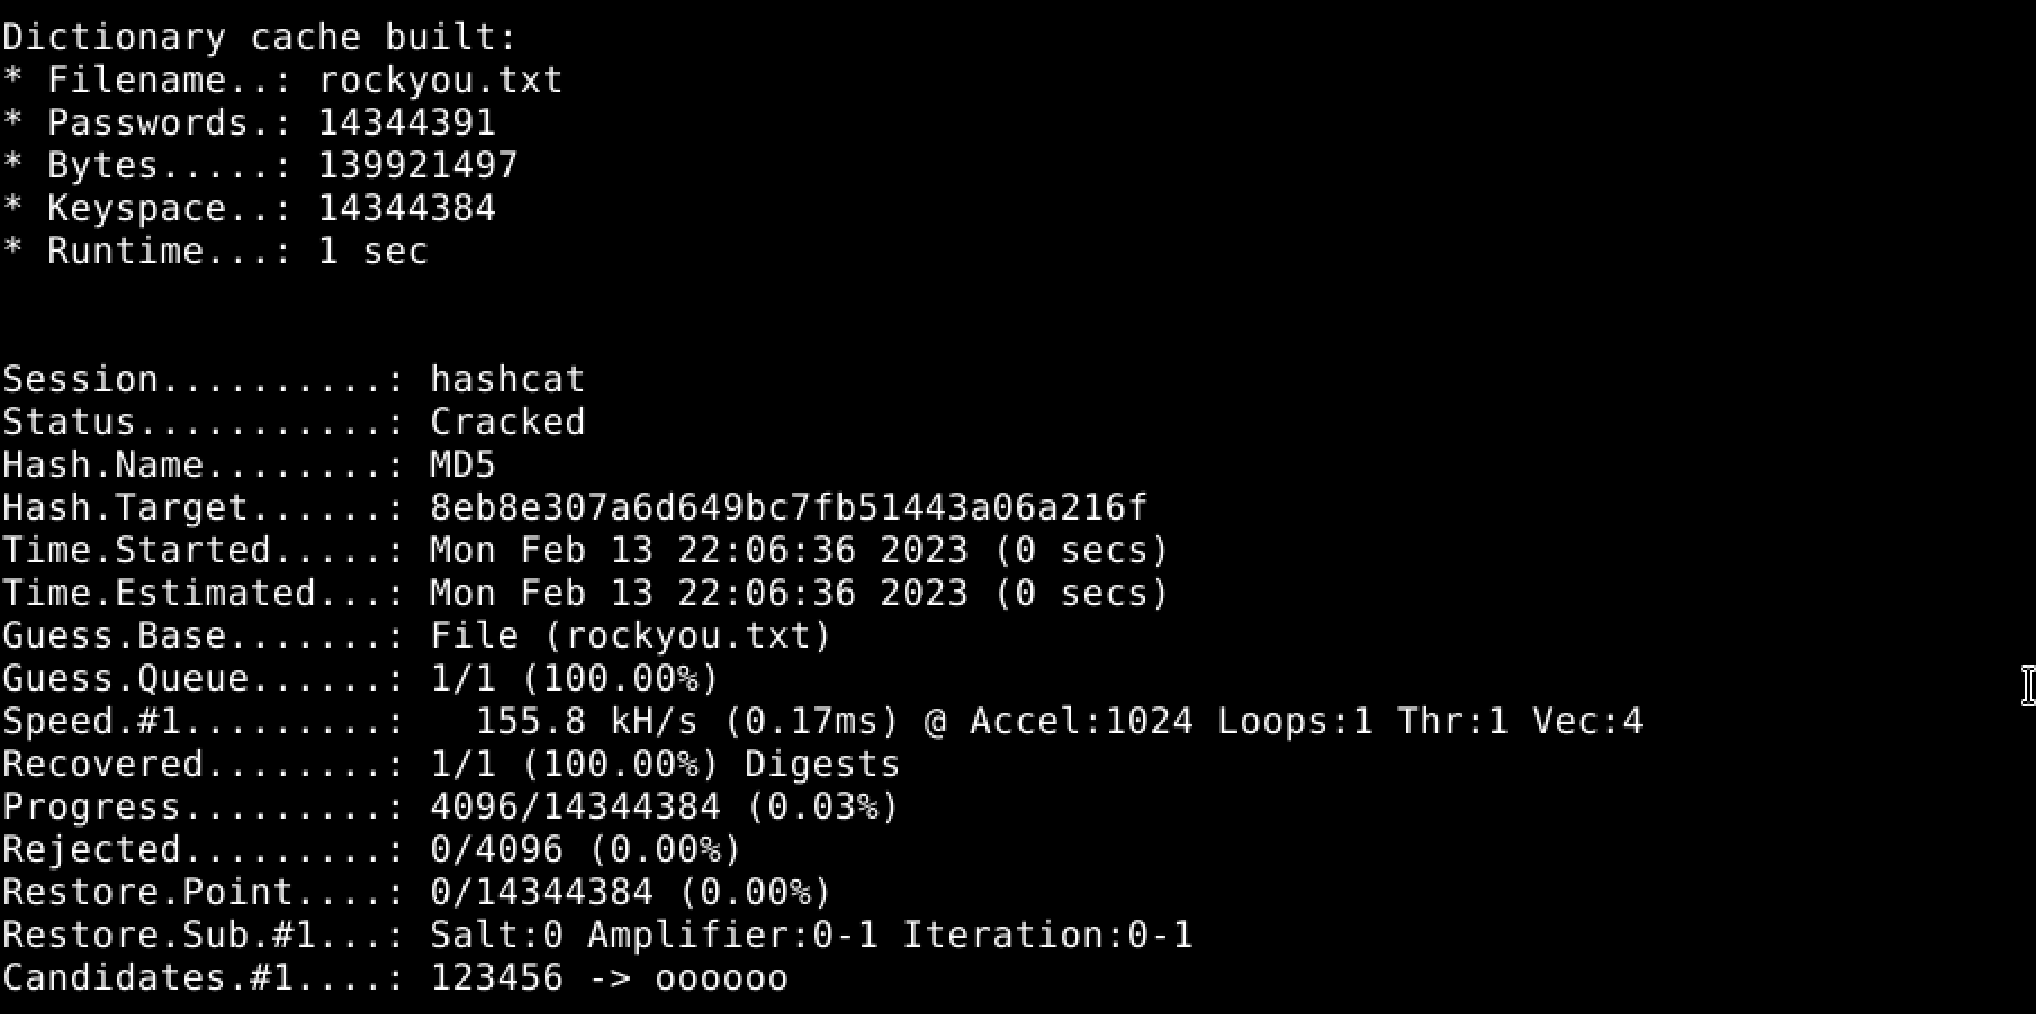 Dictionary cache built:
* Filename..: rockyou.txt
* Passwords.: 14344391
* Bytes.....: 139921497
* Keyspace..: 14344384
* Runtime...: 1 sec
Session..........: hashcat
Status...........: Cracked
Hash.Name........: MD5
Hash.Target......: 8eb8e307a6d649bc7fb51443a06a216f
Time.Started.....: Mon Feb 13 22:06:36 2023 (0 secs)
Time.Estimated...: Mon Feb 13 22:06:36 2023 (0 secs)
Guess.Base.......: File (rockyou.txt)
Guess.Queue......: 1/1 (100.00%)
Speed.#1.........:   155.8 kH/s (0.17ms) @ Accel:1024 Loops:1 Thr:1 Vec:4
Recovered........: 1/1 (100.00%) Digests
Progress.........: 4096/14344384 (0.03%)
Rejected.........: 0/4096 (0.00%)
Restore.Point....: 0/14344384 (0.00%)
Restore.Sub.#1...: Salt:0 Amplifier:0-1 Iteration:0-1
Candidates.#1....: 123456 -> oooooo